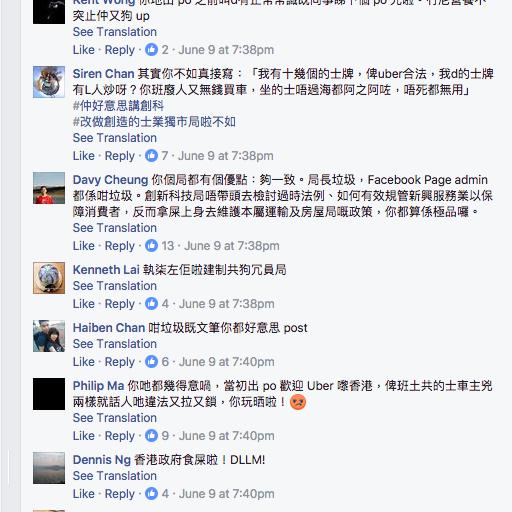 突止仲又狗 up
See Translation
Like · Reply · 2 · June 9 at 7:38pm
Siren Chan 其實你不如真接寫：「我有十幾個的士牌，俾uber合法，我d的士牌
有L人炒呀？你班廢人又無錢買車，坐的士唔過海都阿之阿咗，唔死都無用」
#仲好意思講創科
#改做創造的士業獨市局啦不如
See Translation
Like · Reply · 7 · June 9 at 7:38pm
Davy Cheung 你個局都有個優點：夠一致。局長垃圾，Facebook Page admin
都係咁垃圾。創新科技局唔帶頭去檢討過時法例、如何有效規管新興服務業以保
障消費者，反而拿屎上身去維護本屬運輸及房屋局嘅政策，你都算係極品囉。
See Translation
Like · Reply · 13 · June 9 at 7:38pm
Kenneth Lai 執柒左佢啦建制共狗冗員局
See Translation
Like · Reply · 4 · June 9 at 7:38pm
Haiben Chan 咁垃圾既文筆你都好意思 post
See Translation
Like · Reply · 6 · June 9 at 7:40pm
Philip Ma 你哋都幾得意喎，當初出 po 歡迎 Uber 嚟香港，俾班土共的士車主兇
兩樣就話人哋違法又拉又鎖，你玩晒啦！
See Translation
Like · Reply · 9 · June 9 at 7:40pm
Dennis Ng 香港政府食屎啦！DLLM!
See Translation
Like · Reply · 4 · June 9 at 7:40pm